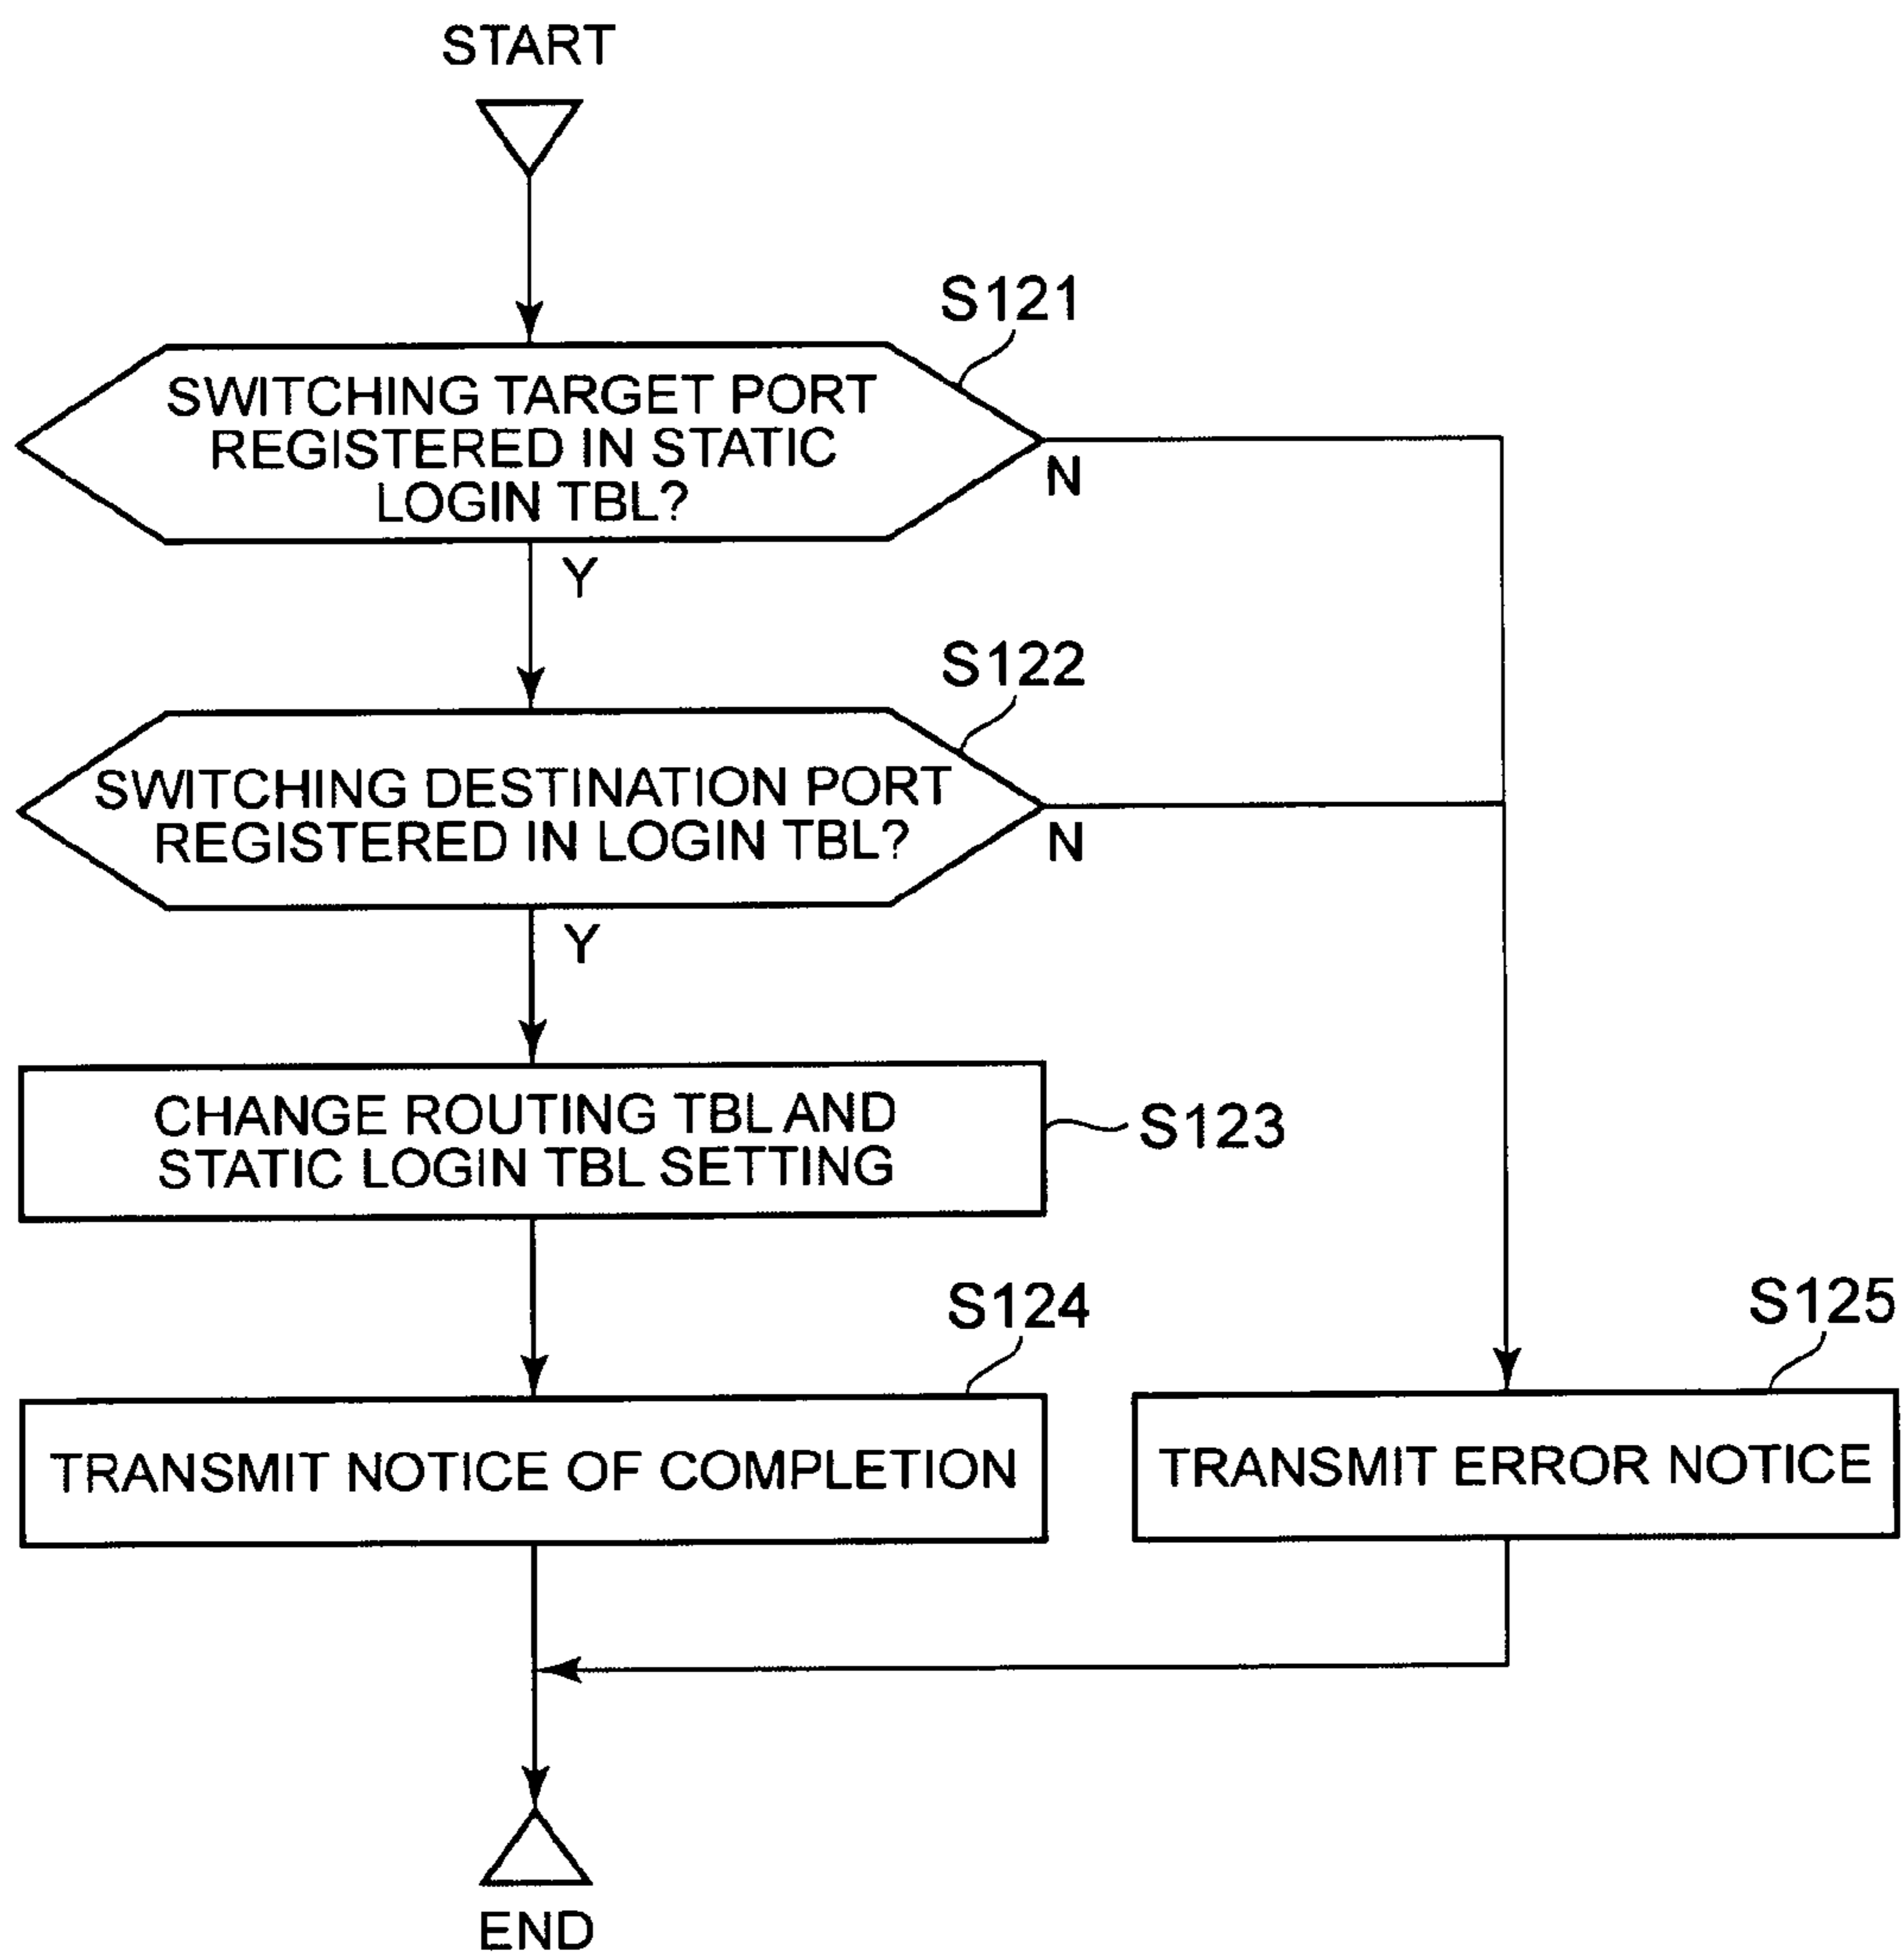 START
S121
SWITCHING TARGET PORT
REGISTERED IN STATIC
LOGIN TBL?
N
Y
S122
SWITCHING DESTINATION PORT
REGISTERED IN LOGIN TBL?
N
Y
CHANGE ROUTING TBL AND
STATIC LOGIN TBL SETTING
S123
S124
TRANSMIT NOTICE OF COMPLETION
S125
TRANSMIT ERROR NOTICE
END